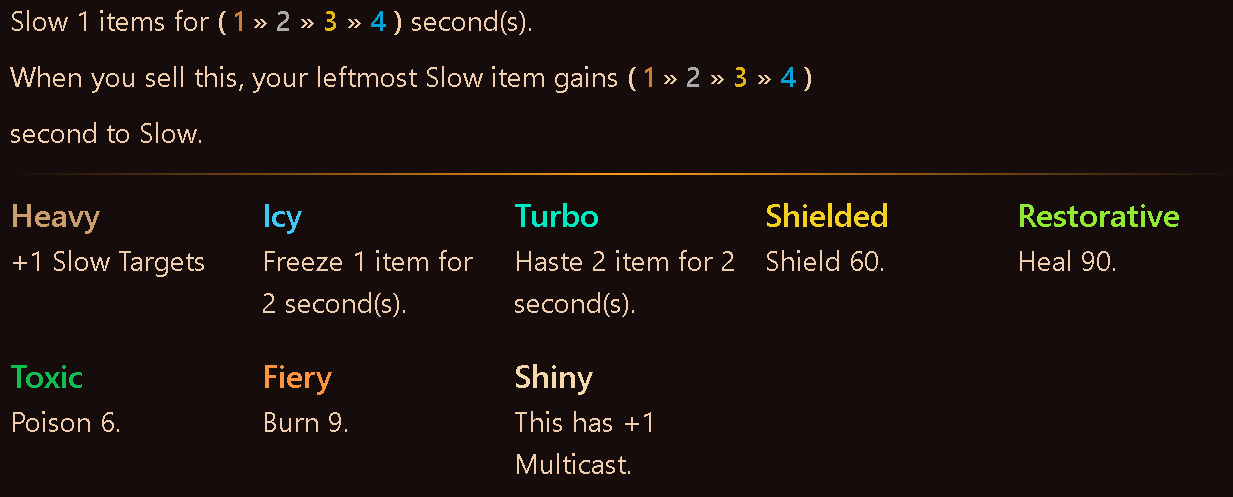 Slow 1 items for ( 1 » 2 » 3 » 4 ) second(s).
When you sell this, your leftmost Slow item gains ( 1 » 2 » 3 » 4 )
second to Slow.
Heavy
+1 Slow Targets
Icy
Freeze 1 item for
2 second(s).
Turbo
Haste 2 item for 2
second(s).
Shielded
Shield 60.
Restorative
Heal 90.
Toxic
Poison 6.
Fiery
Burn 9.
Shiny
This has +1
Multicast.